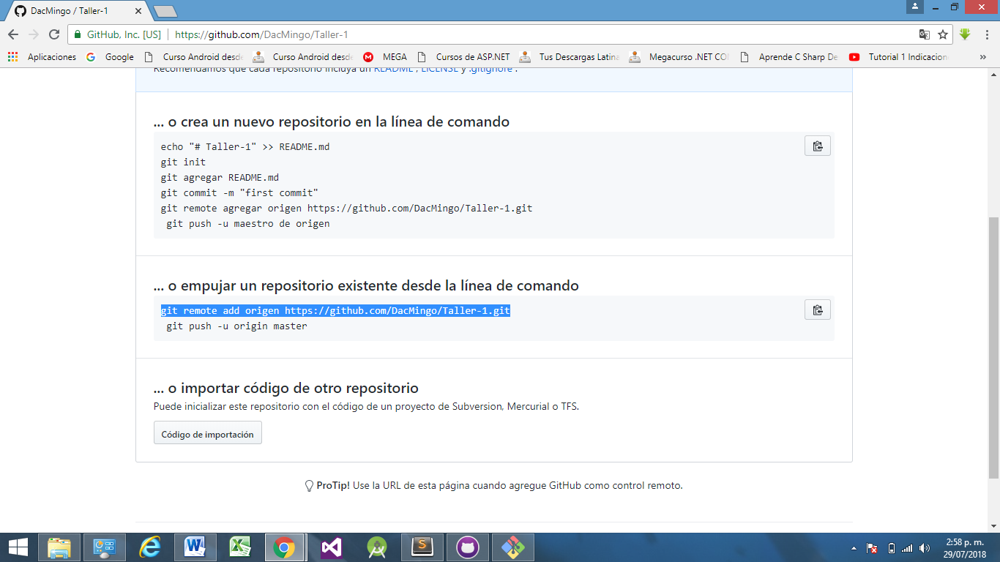 DacMingo / Taller-1
GitHub, Inc. [US] https://github.com/DacMingo/Taller-1
Aplicaciones Google Curso Android desde Curso Android desde MEGA Cursos de ASP.NET Tus Descargas Latina Megacurso .NET CO Aprende C Sharp De Tutorial 1 Indicacion »
Recomendamos que cada repositorio incluya un README , LICENSE y .gitignore .
... o crea un nuevo repositorio en la línea de comando
echo "# Taller-1" >> README.md
git init
git agregar README.md
git commit -m "first commit"
git remote agregar origen https://github.com/DacMingo/Taller-1.git
git push -u maestro de origen
... o empujar un repositorio existente desde la línea de comando
git remote add origen https://github.com/DacMingo/Taller-1.git
git push -u origin master
... o importar código de otro repositorio
Puede inicializar este repositorio con el código de un proyecto de Subversion, Mercurial o TFS.
Código de importación
ProTip! Use la URL de esta página cuando agregue GitHub como control remoto.
2:58 p. m.
29/07/2018